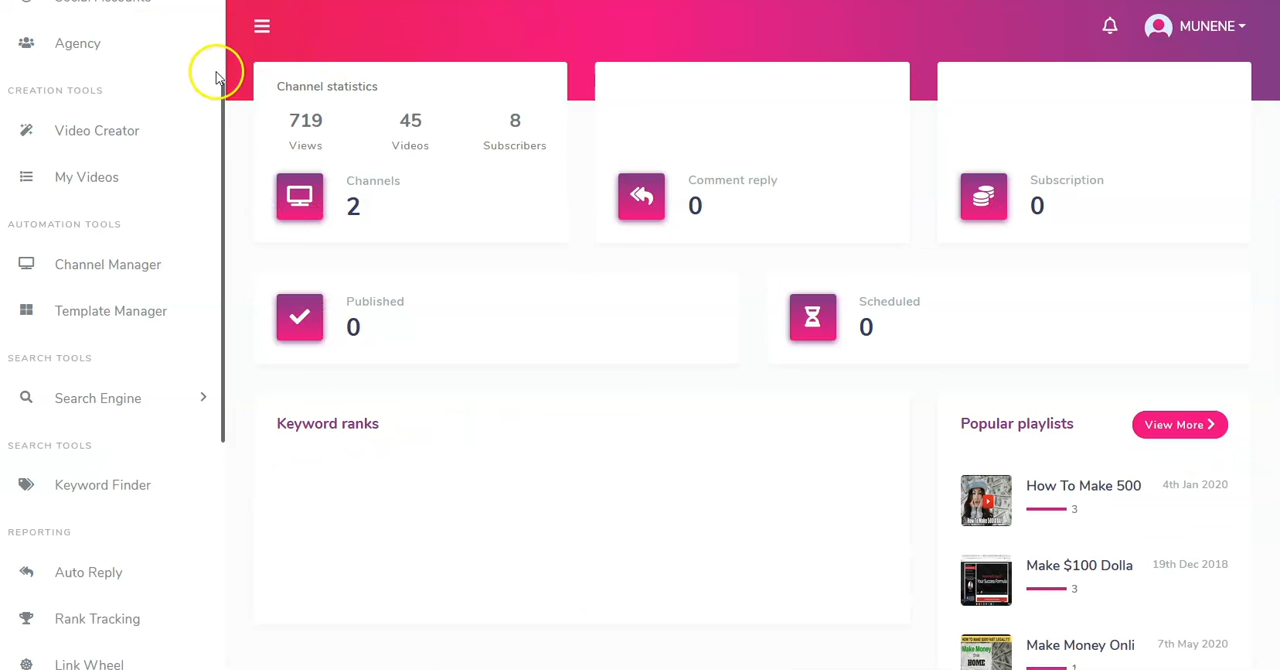 Social Accounts
Agency
CREATION TOOLS
Video Creator
My Videos
AUTOMATION TOOLS
Channel Manager
Template Manager
SEARCH TOOLS
Search Engine
SEARCH TOOLS
Keyword Finder
REPORTING
Auto Reply
Rank Tracking
Link Wheel
MUNENE
Channel statistics
719 45 8
Views Videos Subscribers
Channels
2
Comment reply
0
Subscription
0
Published
0
Scheduled
0
Keyword ranks
Popular playlists
View More
How To Make 500 4th Jan 2020
3
Make $100 Dolla 19th Dec 2018
3
Make Money Onli 7th May 2020
1